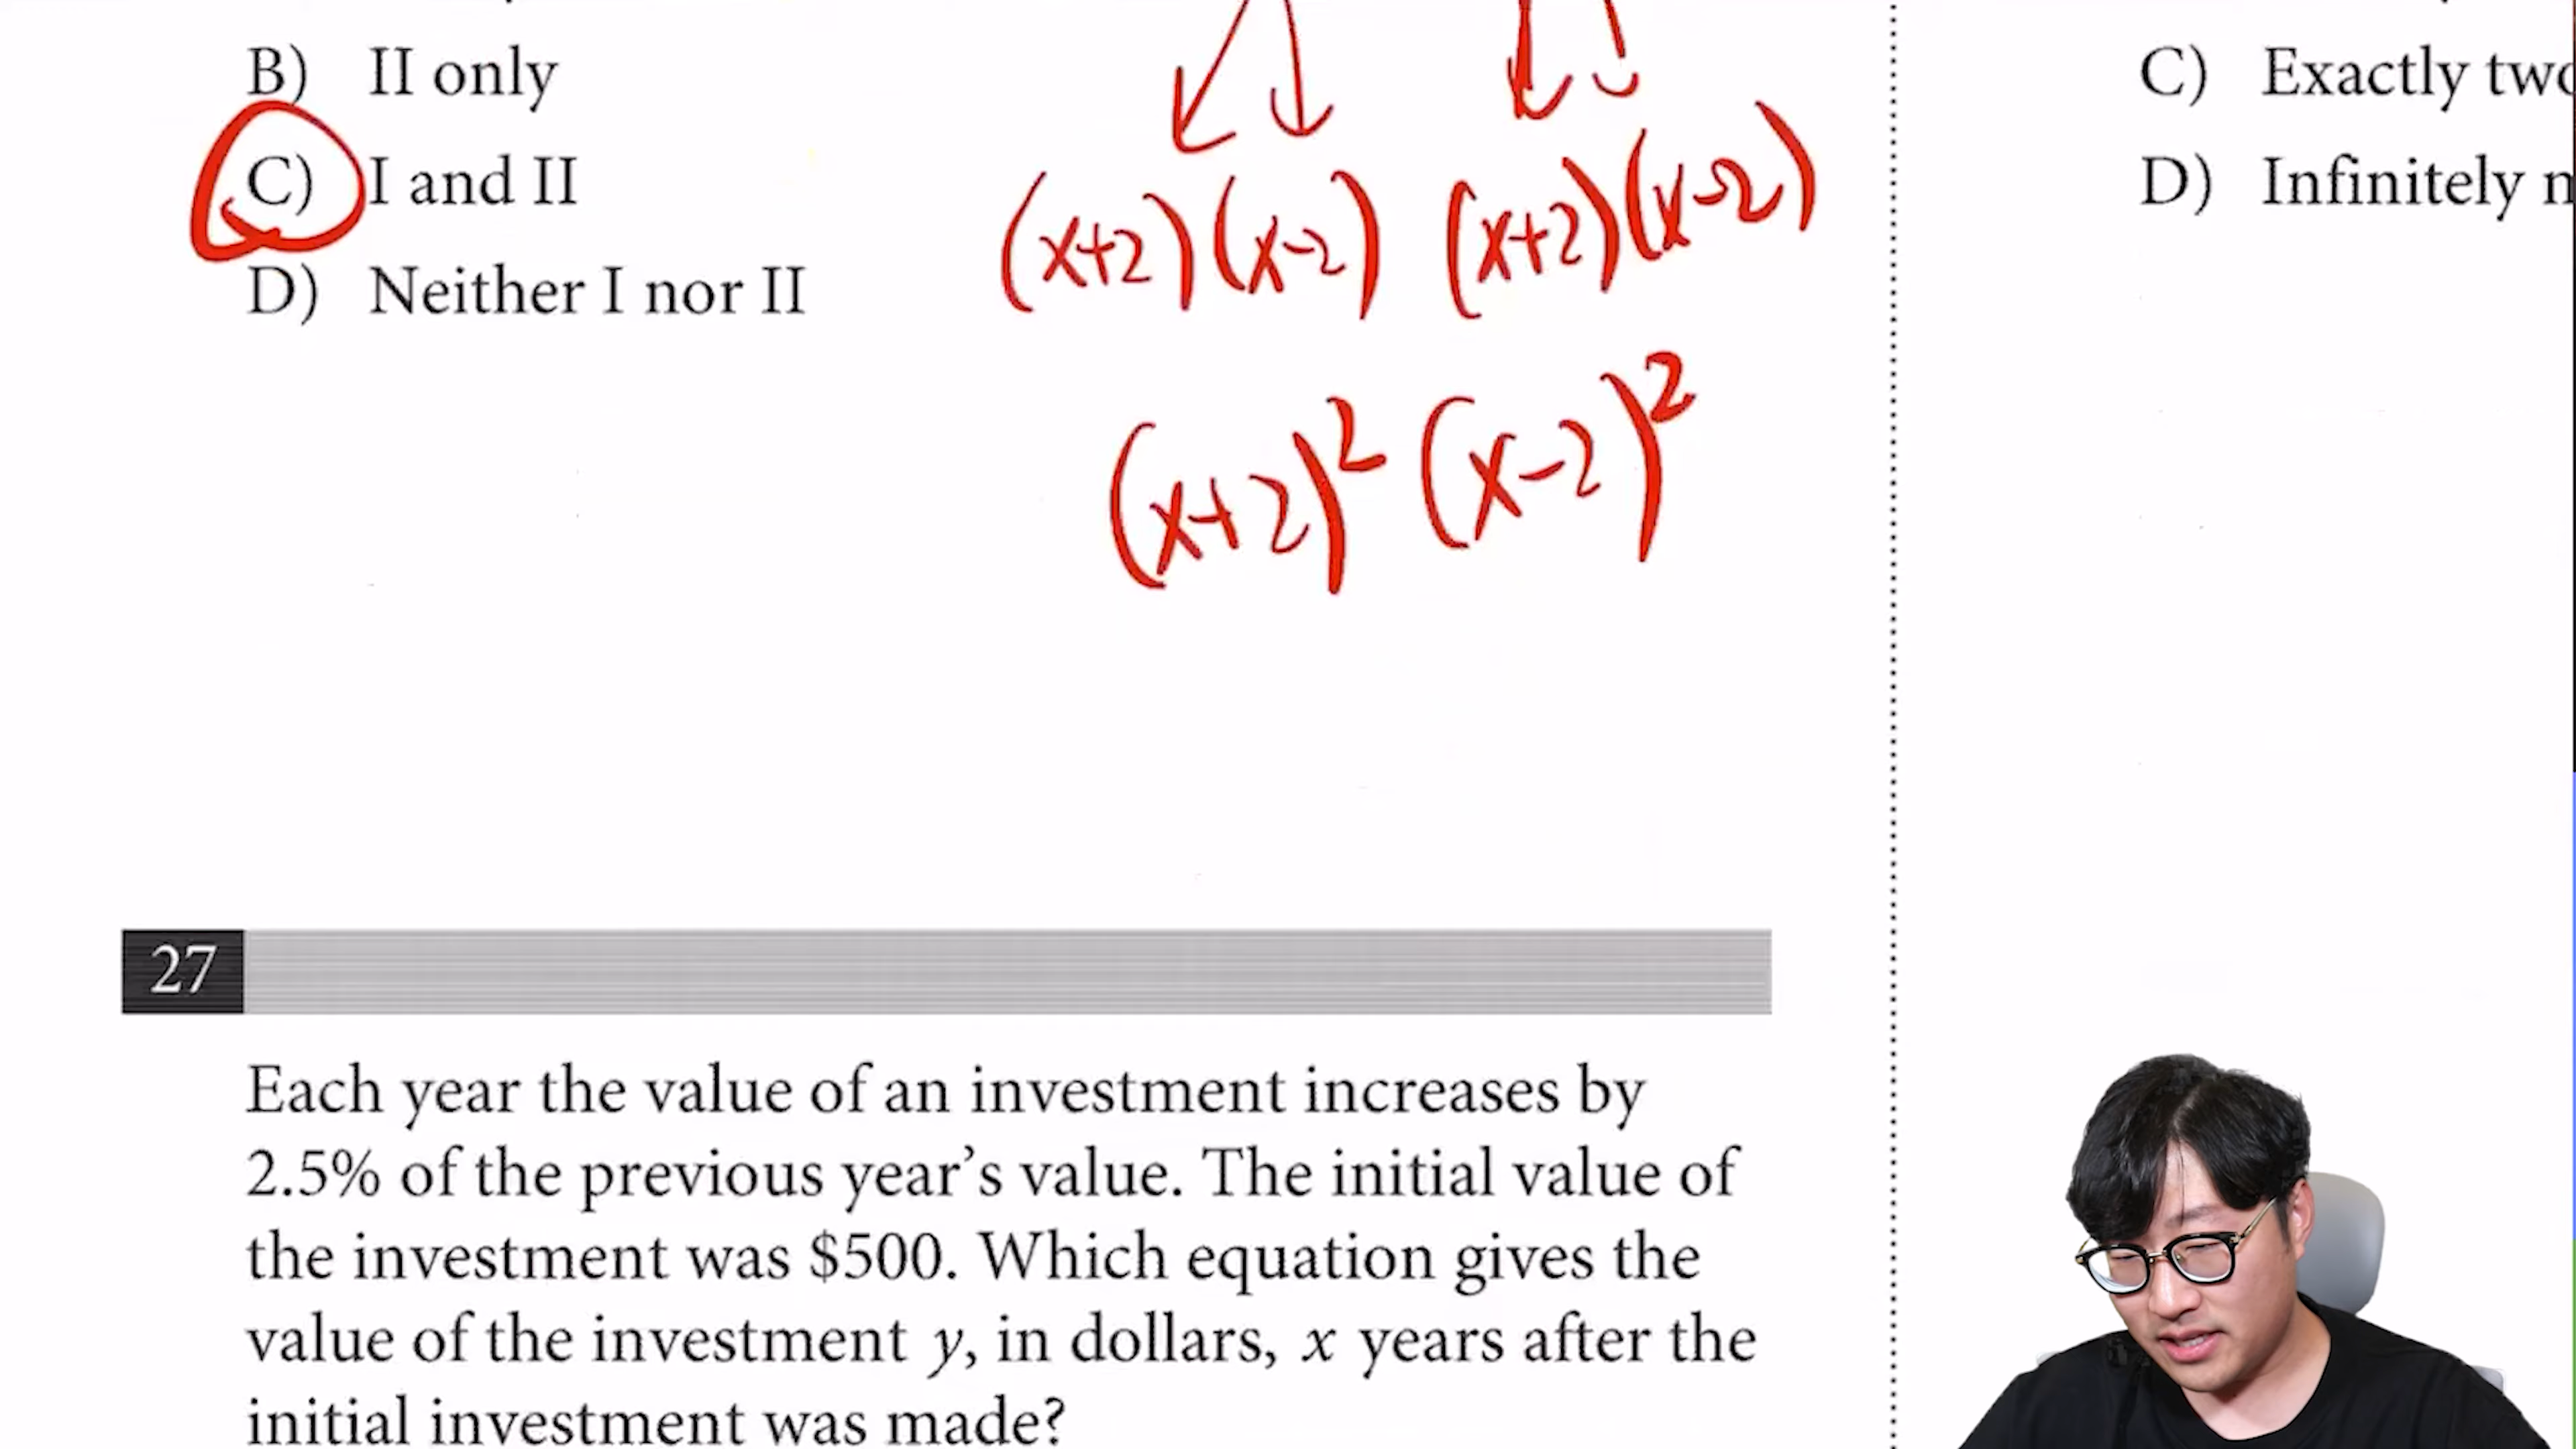 B) II only
C) I and II
D) Neither I nor II
(x+2)(x-2) (x+2)(x-2)
(x+2)² (x-2)²
27
Each year the value of an investment increases by
2.5% of the previous year's value. The initial value of
the investment was $500. Which equation gives the
value of the investment y, in dollars, x years after the
initial investment was made?
C) Exactly
D) Infinitely